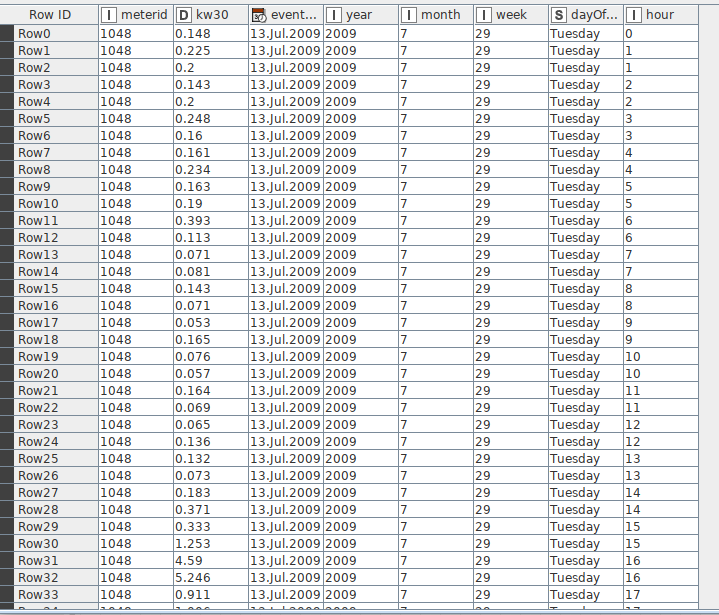 Row ID I meterid D kw30 event... I year I month I week S dayOf... I hour
Row0 1048 0.148 13.Jul.2009 2009 7 29 Tuesday 0
Row1 1048 0.225 13.Jul.2009 2009 7 29 Tuesday 1
Row2 1048 0.2 13.Jul.2009 2009 7 29 Tuesday 1
Row3 1048 0.143 13.Jul.2009 2009 7 29 Tuesday 2
Row4 1048 0.2 13.Jul.2009 2009 7 29 Tuesday 2
Row5 1048 0.248 13.Jul.2009 2009 7 29 Tuesday 3
Row6 1048 0.16 13.Jul.2009 2009 7 29 Tuesday 3
Row7 1048 0.161 13.Jul.2009 2009 7 29 Tuesday 4
Row8 1048 0.234 13.Jul.2009 2009 7 29 Tuesday 4
Row9 1048 0.163 13.Jul.2009 2009 7 29 Tuesday 5
Row10 1048 0.19 13.Jul.2009 2009 7 29 Tuesday 5
Row11 1048 0.393 13.Jul.2009 2009 7 29 Tuesday 6
Row12 1048 0.113 13.Jul.2009 2009 7 29 Tuesday 6
Row13 1048 0.071 13.Jul.2009 2009 7 29 Tuesday 7
Row14 1048 0.081 13.Jul.2009 2009 7 29 Tuesday 7
Row15 1048 0.143 13.Jul.2009 2009 7 29 Tuesday 8
Row16 1048 0.071 13.Jul.2009 2009 7 29 Tuesday 8
Row17 1048 0.053 13.Jul.2009 2009 7 29 Tuesday 9
Row18 1048 0.165 13.Jul.2009 2009 7 29 Tuesday 9
Row19 1048 0.076 13.Jul.2009 2009 7 29 Tuesday 10
Row20 1048 0.057 13.Jul.2009 2009 7 29 Tuesday 10
Row21 1048 0.164 13.Jul.2009 2009 7 29 Tuesday 11
Row22 1048 0.069 13.Jul.2009 2009 7 29 Tuesday 11
Row23 1048 0.065 13.Jul.2009 2009 7 29 Tuesday 12
Row24 1048 0.136 13.Jul.2009 2009 7 29 Tuesday 12
Row25 1048 0.132 13.Jul.2009 2009 7 29 Tuesday 13
Row26 1048 0.073 13.Jul.2009 2009 7 29 Tuesday 13
Row27 1048 0.183 13.Jul.2009 2009 7 29 Tuesday 14
Row28 1048 0.371 13.Jul.2009 2009 7 29 Tuesday 14
Row29 1048 0.333 13.Jul.2009 2009 7 29 Tuesday 15
Row30 1048 1.253 13.Jul.2009 2009 7 29 Tuesday 15
Row31 1048 4.59 13.Jul.2009 2009 7 29 Tuesday 16
Row32 1048 5.246 13.Jul.2009 2009 7 29 Tuesday 16
Row33 1048 0.911 13.Jul.2009 2009 7 29 Tuesday 17